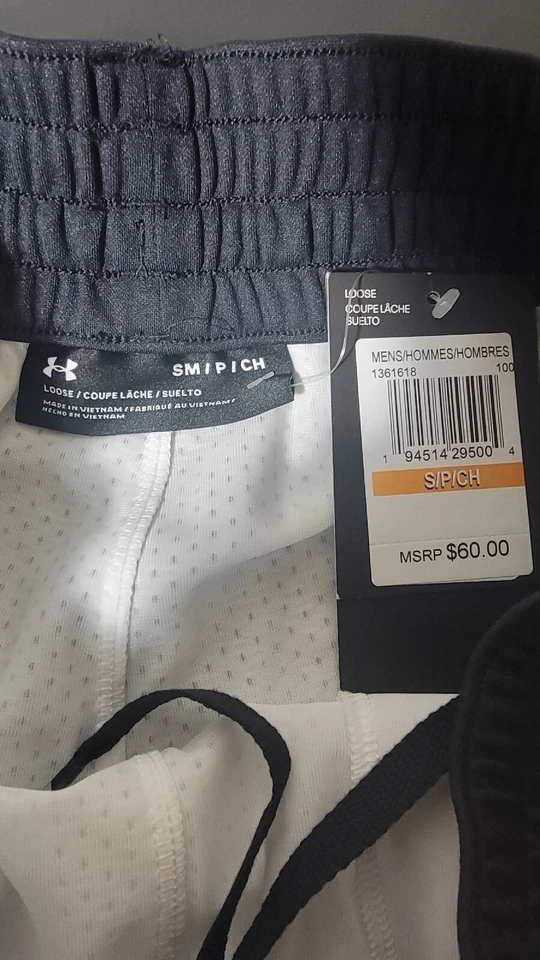 SM/P/CH
LOOSE / COUPE LÂCHE / SUELTO
MADE IN VIETNAM / FABRIQUÉ AU VIETNAM /
HECHO EN VIETNAM
LOOSE
COUPE LÂCHE
SUELTO
MENS/HOMMES/HOMBRES
1361618 100
1 94514 29500 4
S/P/CH
MSRP $60.00